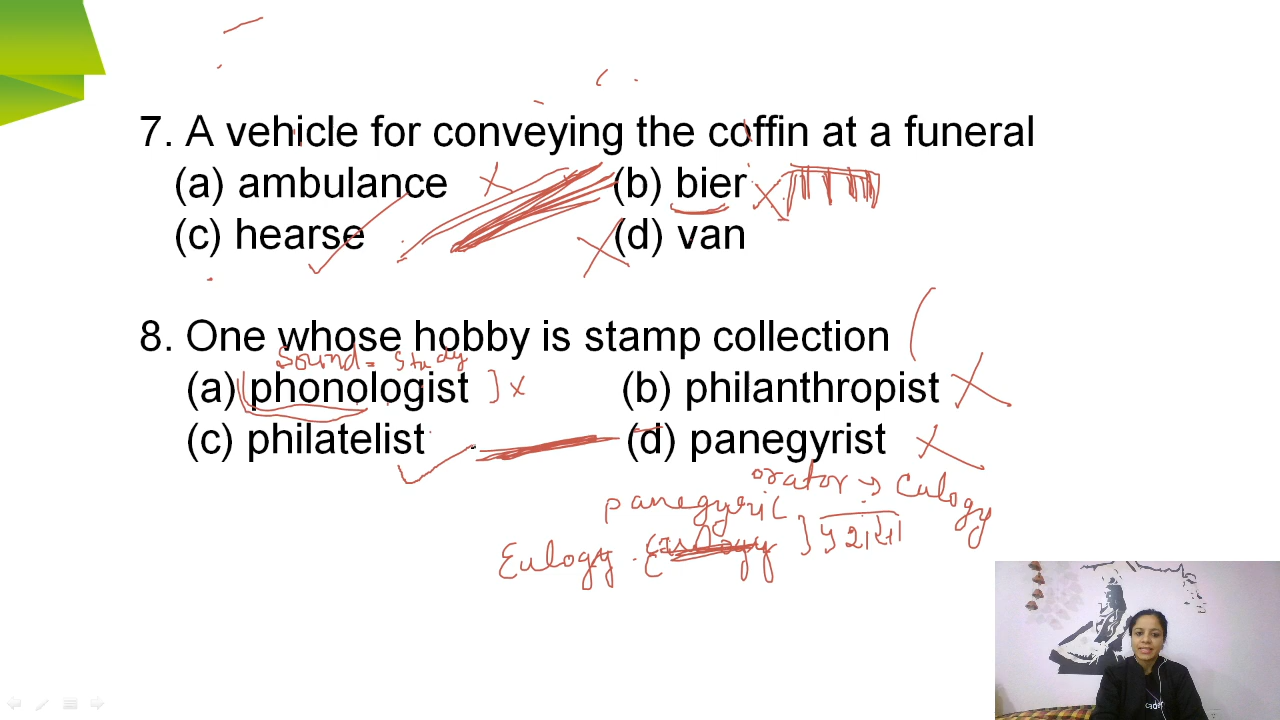 7. A vehicle for conveying the coffin at a funeral
(a) ambulance (b) bier
(c) hearse (d) van
8. One whose hobby is stamp collection
Sound = Study
(a) phonologist (b) philanthropist
(c) philatelist (d) panegyrist
orator → Eulogy
panegyric
Eulogy